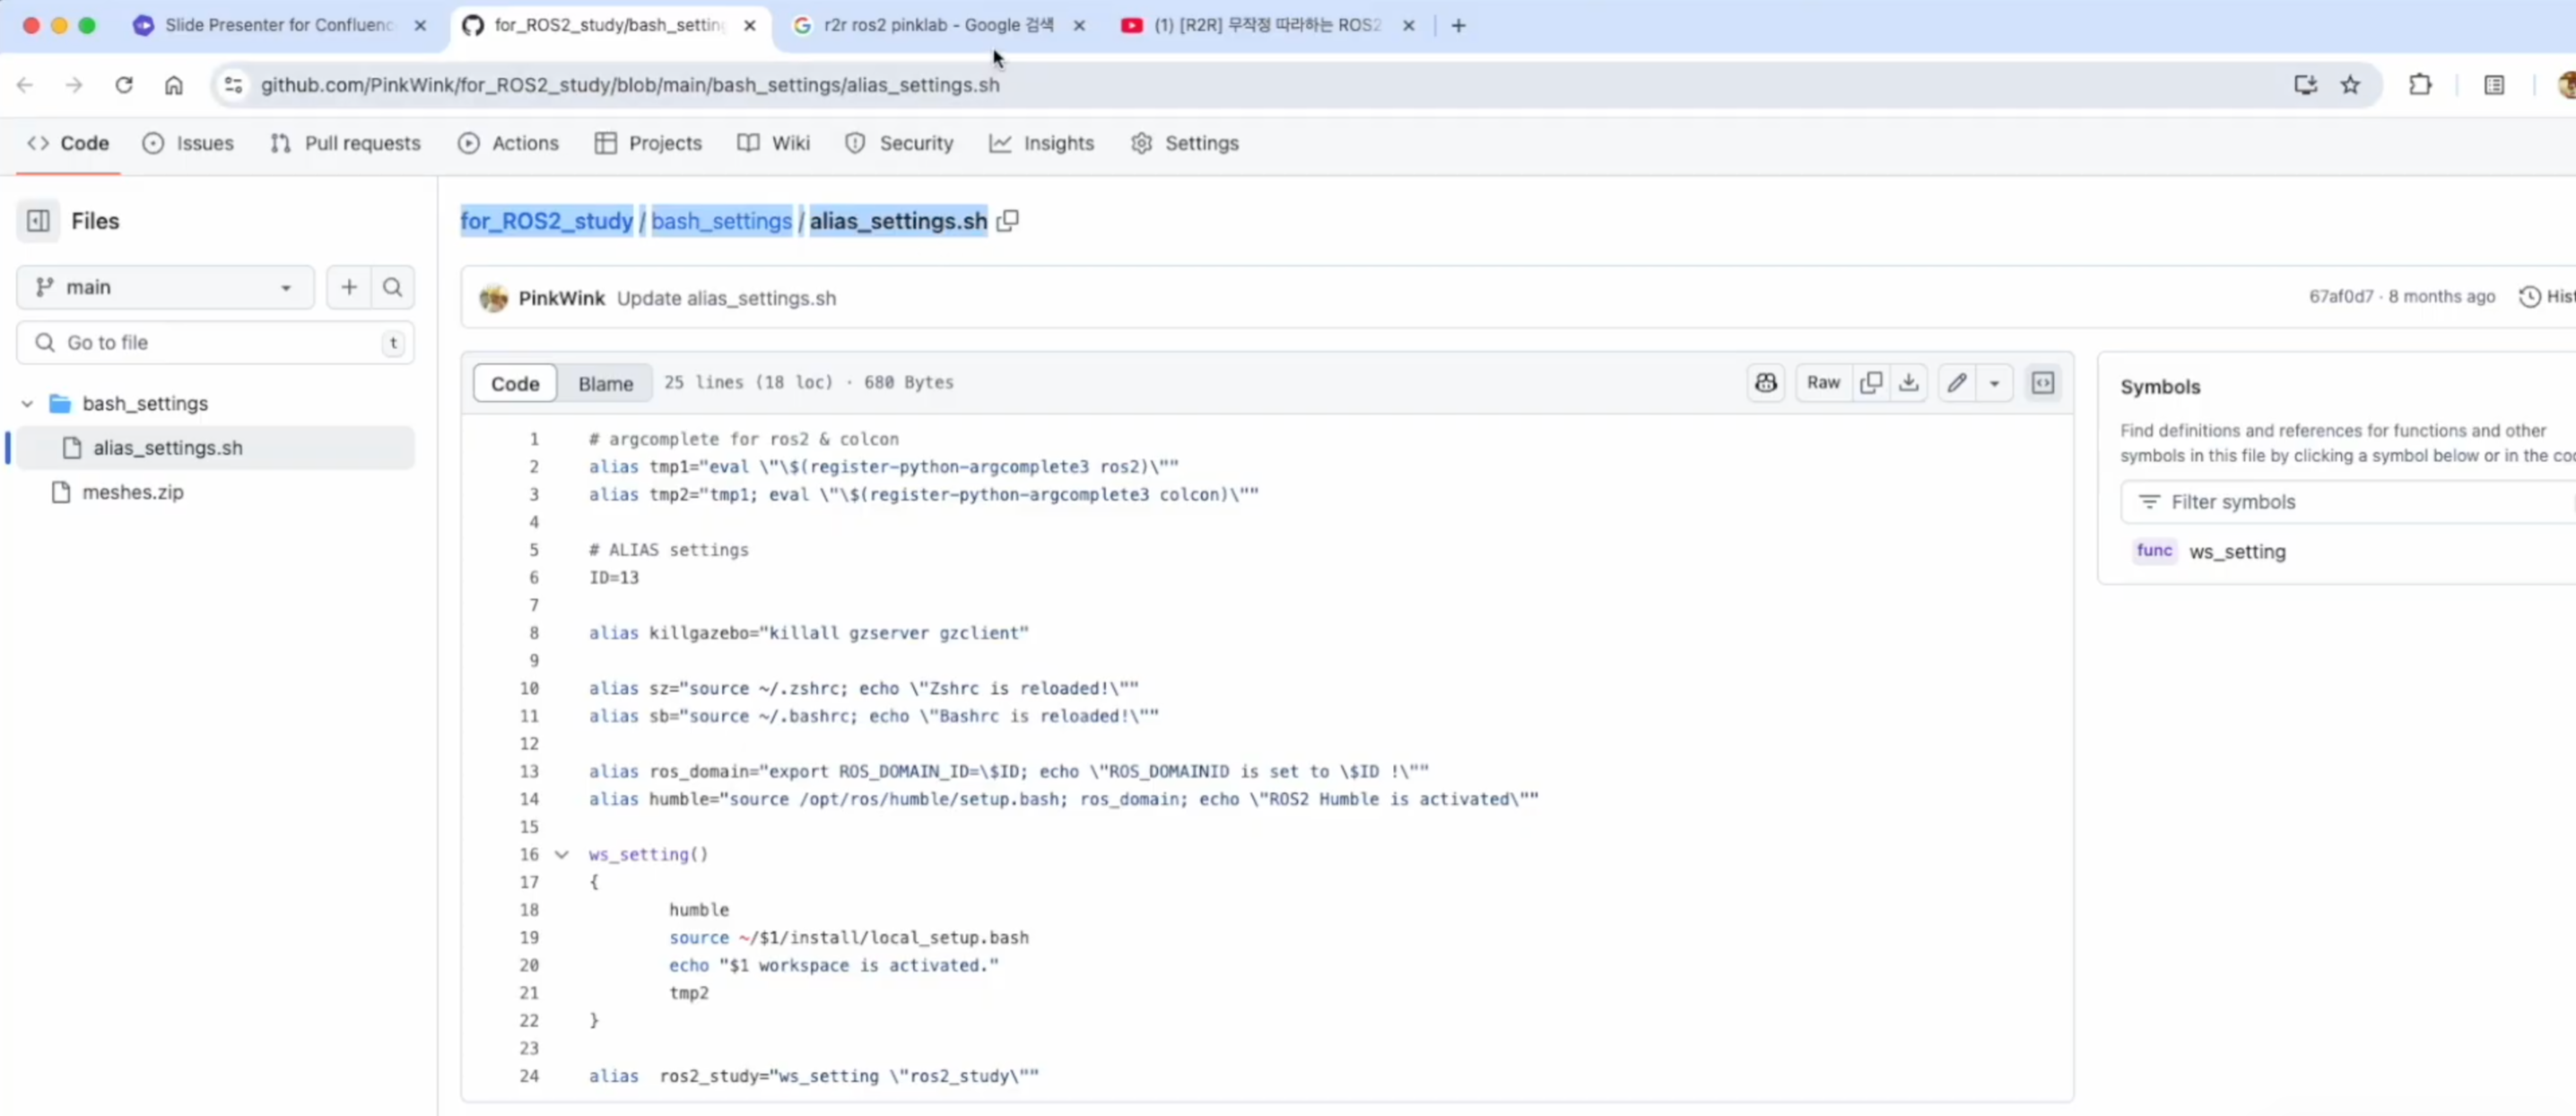 Slide Presenter for Confluenc
for_ROS2_study/bash_settin
r2r ros2 pinklab - Google 검색
(1) [R2R] 무작정 따라하는 ROS2
github.com/PinkWink/for_ROS2_study/blob/main/bash_settings/alias_settings.sh
Code Issues Pull requests Actions Projects Wiki Security Insights Settings
Files
main
Go to file t
bash_settings
alias_settings.sh
meshes.zip
for_ROS2_study / bash_settings / alias_settings.sh
PinkWink Update alias_settings.sh 67af0d7 · 8 months ago Hist
Code Blame 25 lines (18 loc) · 680 Bytes Raw
1 # argcomplete for ros2 & colcon
2 alias tmp1="eval \"\$(register-python-argcomplete3 ros2)\""
3 alias tmp2="tmp1; eval \"\$(register-python-argcomplete3 colcon)\""
4
5 # ALIAS settings
6 ID=13
7
8 alias killgazebo="killall gzserver gzclient"
9
10 alias sz="source ~/.zshrc; echo \"Zshrc is reloaded!\""
11 alias sb="source ~/.bashrc; echo \"Bashrc is reloaded!\""
12
13 alias ros_domain="export ROS_DOMAIN_ID=\$ID; echo \"ROS_DOMAINID is set to \$ID !\""
14 alias humble="source /opt/ros/humble/setup.bash; ros_domain; echo \"ROS2 Humble is activated\""
15
16 ws_setting()
17 {
18 humble
19 source ~/$1/install/local_setup.bash
20 echo "$1 workspace is activated."
21 tmp2
22 }
23
24 alias  ros2_study="ws_setting \"ros2_study\""
Symbols
Find definitions and references for functions and other
symbols in this file by clicking a symbol below or in the coc
Filter symbols
func ws_setting